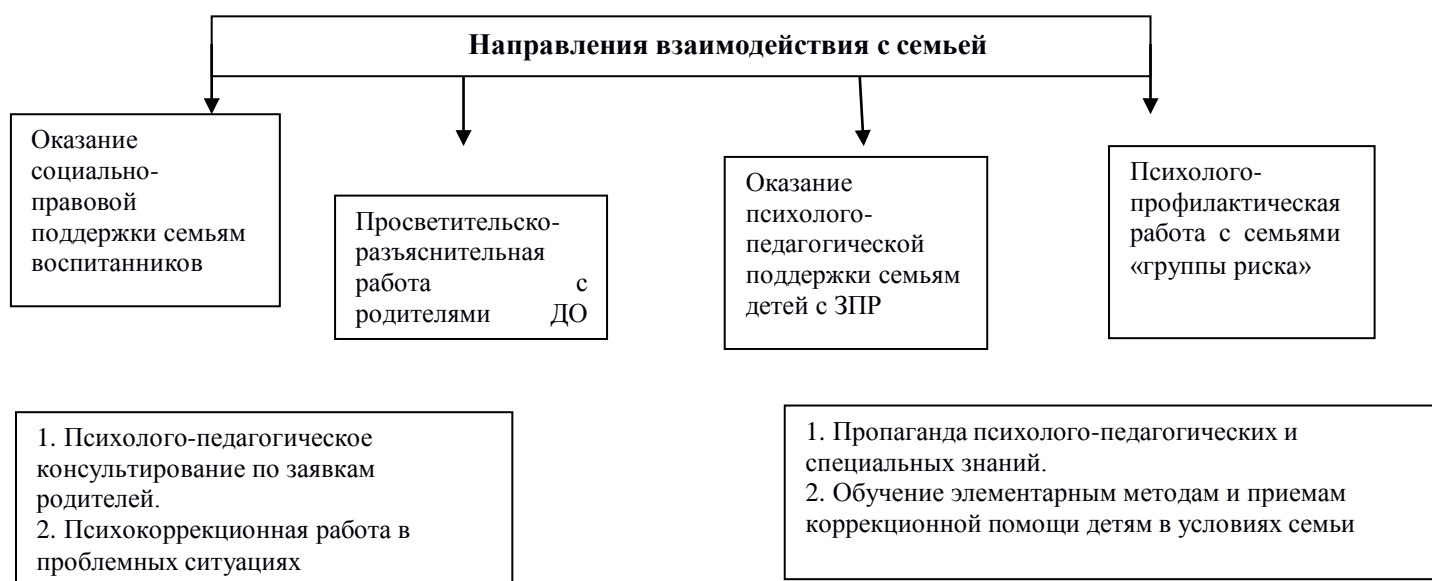 Направления взаимодействия с семьей
Оказание
социально-
правовой
поддержки семьям
воспитанников
Просветительско-
разъяснительная
работа с
родителями ДО
Оказание
психолого-
педагогической
поддержки семьям
детей с ЗПР
Психолого-
профилактическая
работа с семьями
«группы риска»
1. Психолого-педагогическое
консультирование по заявкам
родителей.
2. Психокоррекционная работа в
проблемных ситуациях
1. Пропаганда психолого-педагогических и
специальных знаний.
2. Обучение элементарным методам и приемам
коррекционной помощи детям в условиях семьи